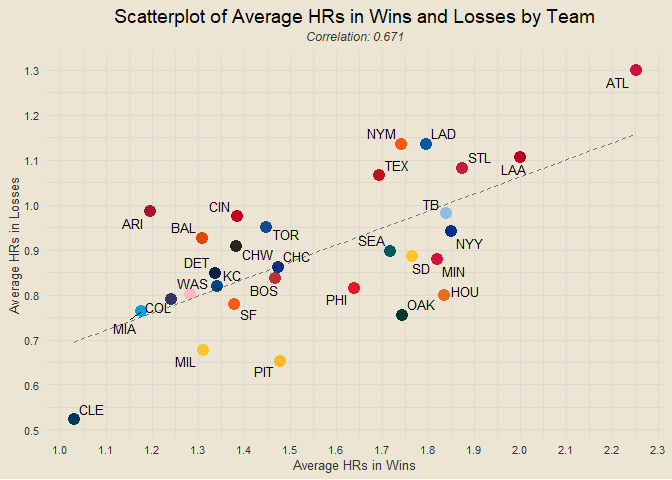 Scatterplot of Average HRs in Wins and Losses by Team
Correlation: 0.671
Average HRs in Losses
1.3
1.2
1.1
1.0
0.9
0.8
0.7
0.6
0.5
ATL
NYM
LAD
TEX
STL
LAA
CIN
TB
ARI
BAL
TOR
SEA
NYY
CHW
CHC
DET
KC
SD
MIN
WAS
BOS
PHI
HOU
COL
OAK
SF
MIA
MIL
PIT
CLE
1.0 1.1 1.2 1.3 1.4 1.5 1.6 1.7 1.8 1.9 2.0 2.1 2.2 2.3
Average HRs in Wins